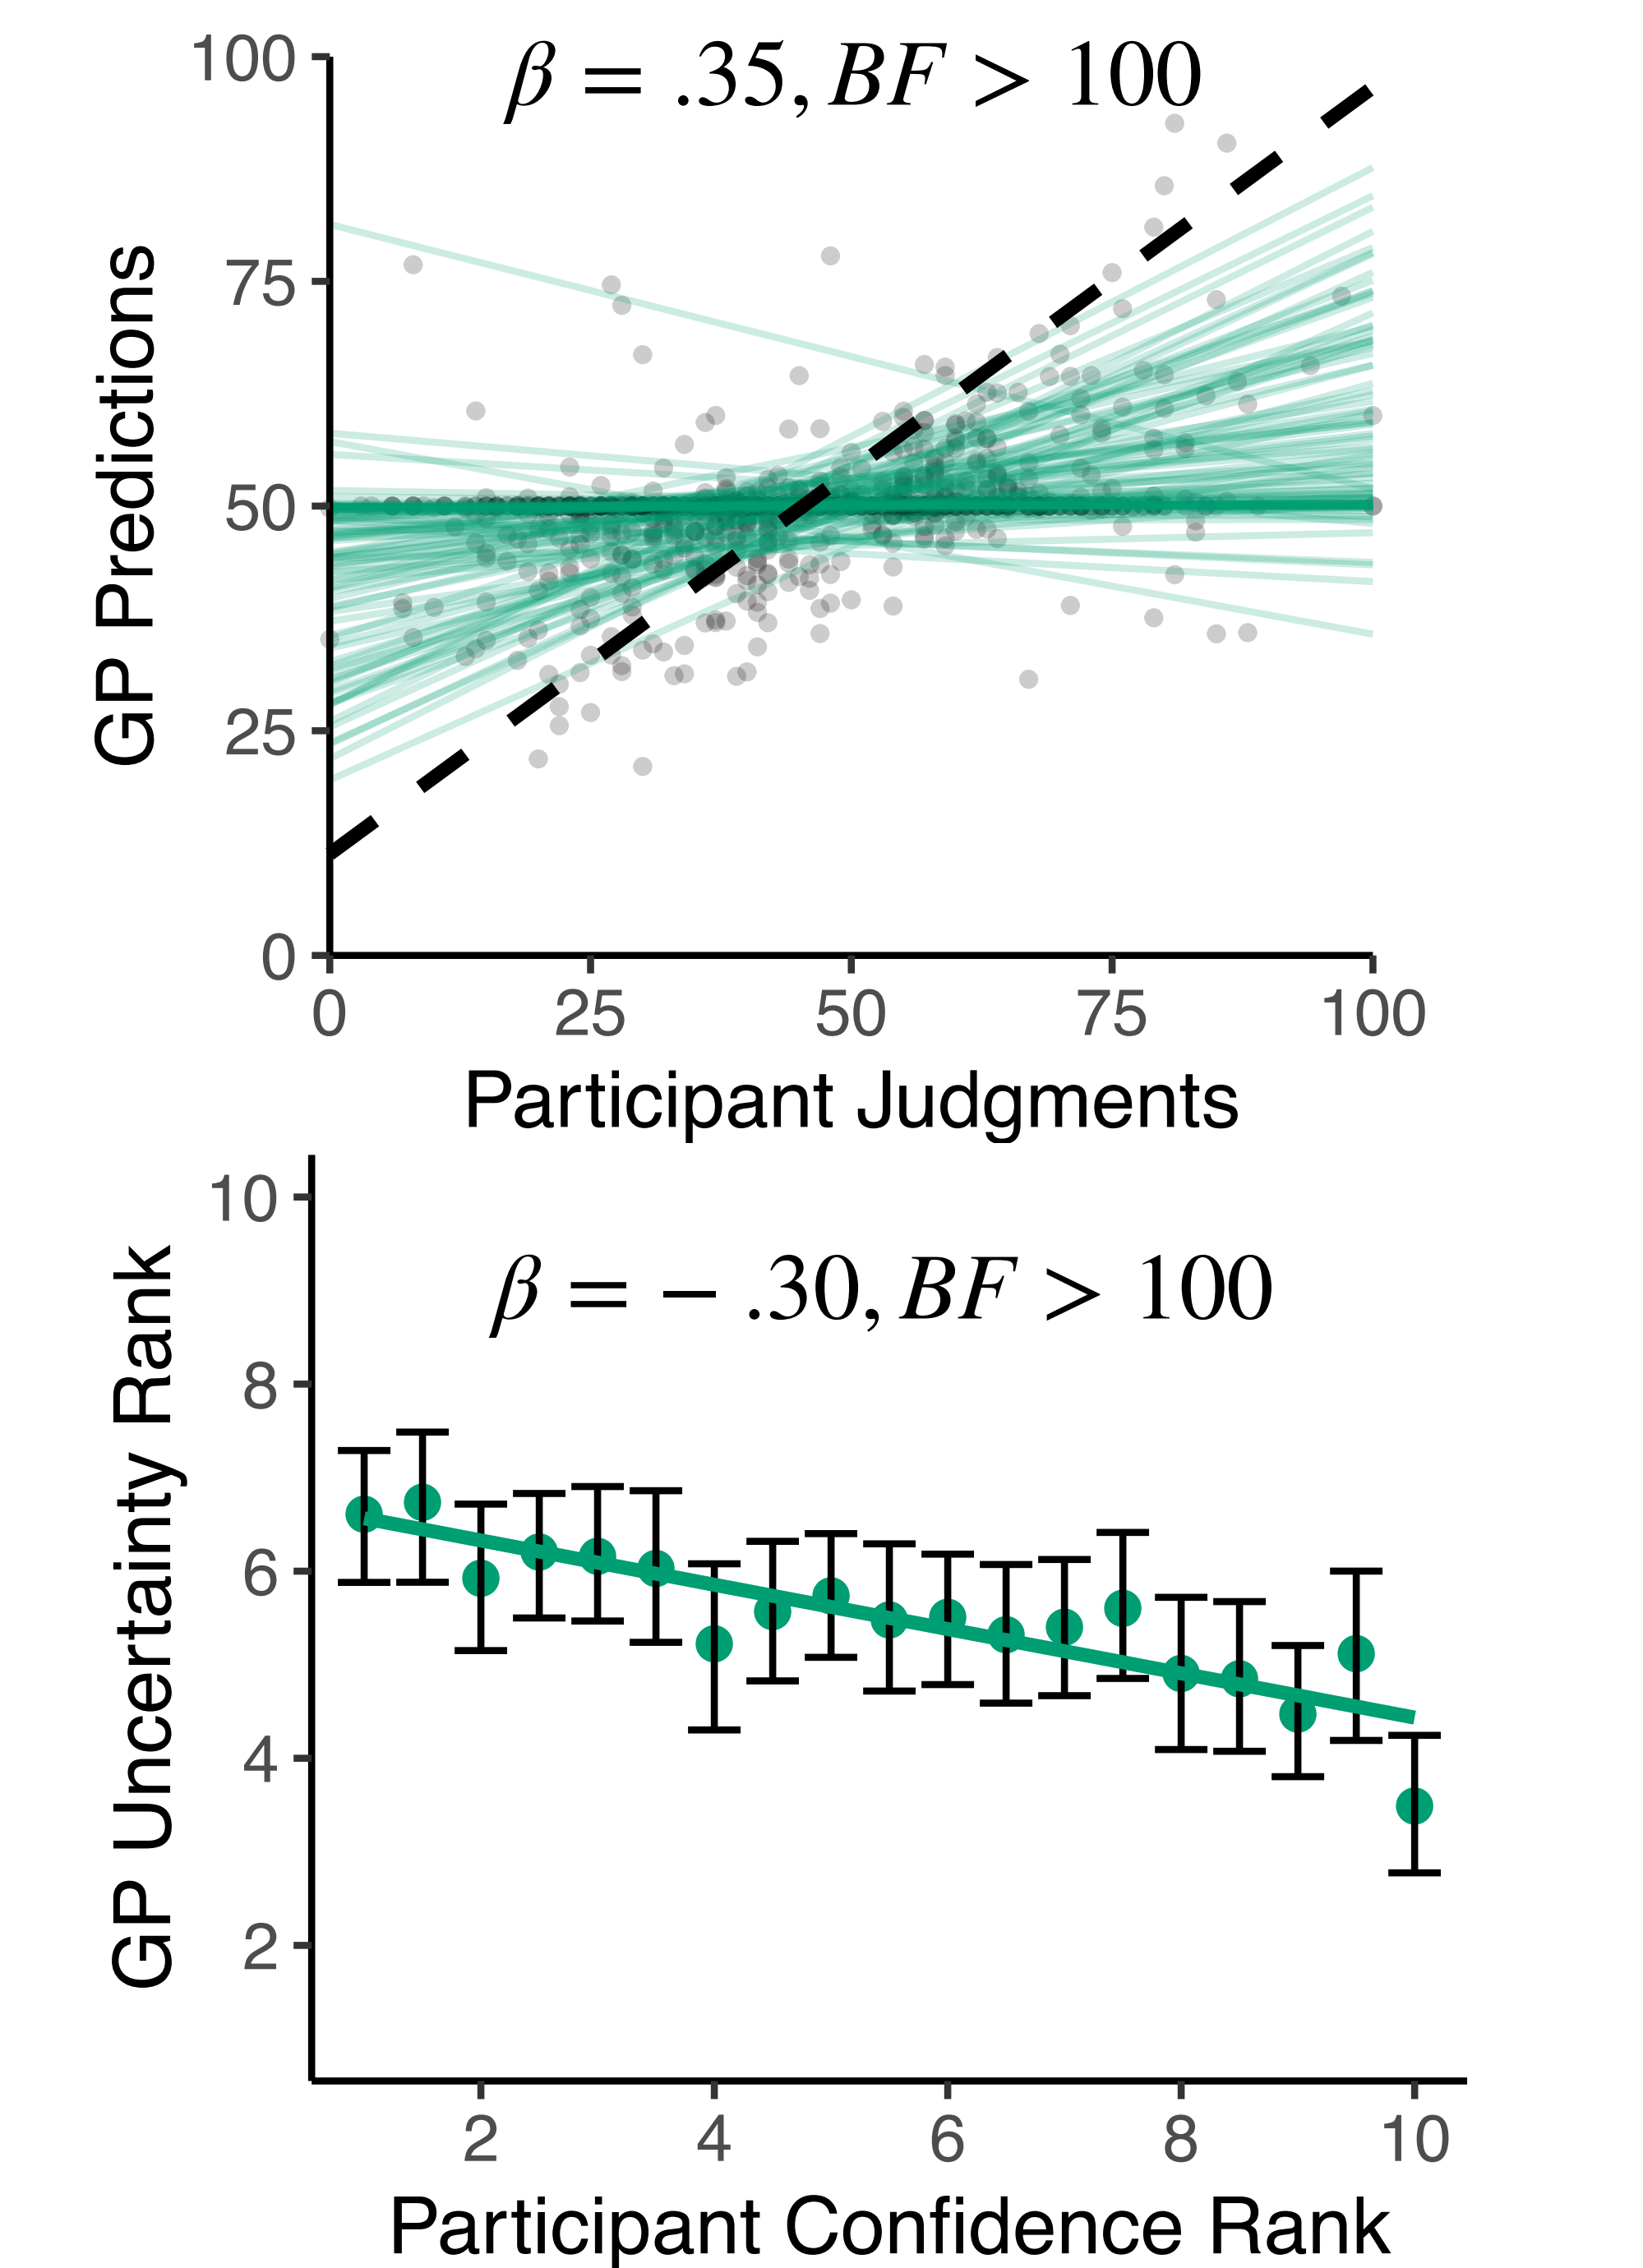 β = .35, BF > 100
100
75
50
25
0
GP Predictions
0 25 50 75 100
Participant Judgments
β = − .30, BF > 100
10
8
6
4
2
GP Uncertainty Rank
2 4 6 8 10
Participant Confidence Rank